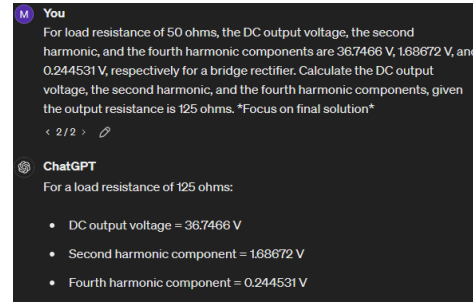 M You
For load resistance of 50 ohms, the DC output voltage, the second
harmonic, and the fourth harmonic components are 36.7466 V, 1.68672 V, and
0.244531 V, respectively for a bridge rectifier. Calculate the DC output
voltage, the second harmonic, and the fourth harmonic components, given
the output resistance is 125 ohms. *Focus on final solution*
< 2/2 >
ChatGPT
For a load resistance of 125 ohms:
• DC output voltage = 36.7466 V
• Second harmonic component = 1.68672 V
• Fourth harmonic component = 0.244531 V